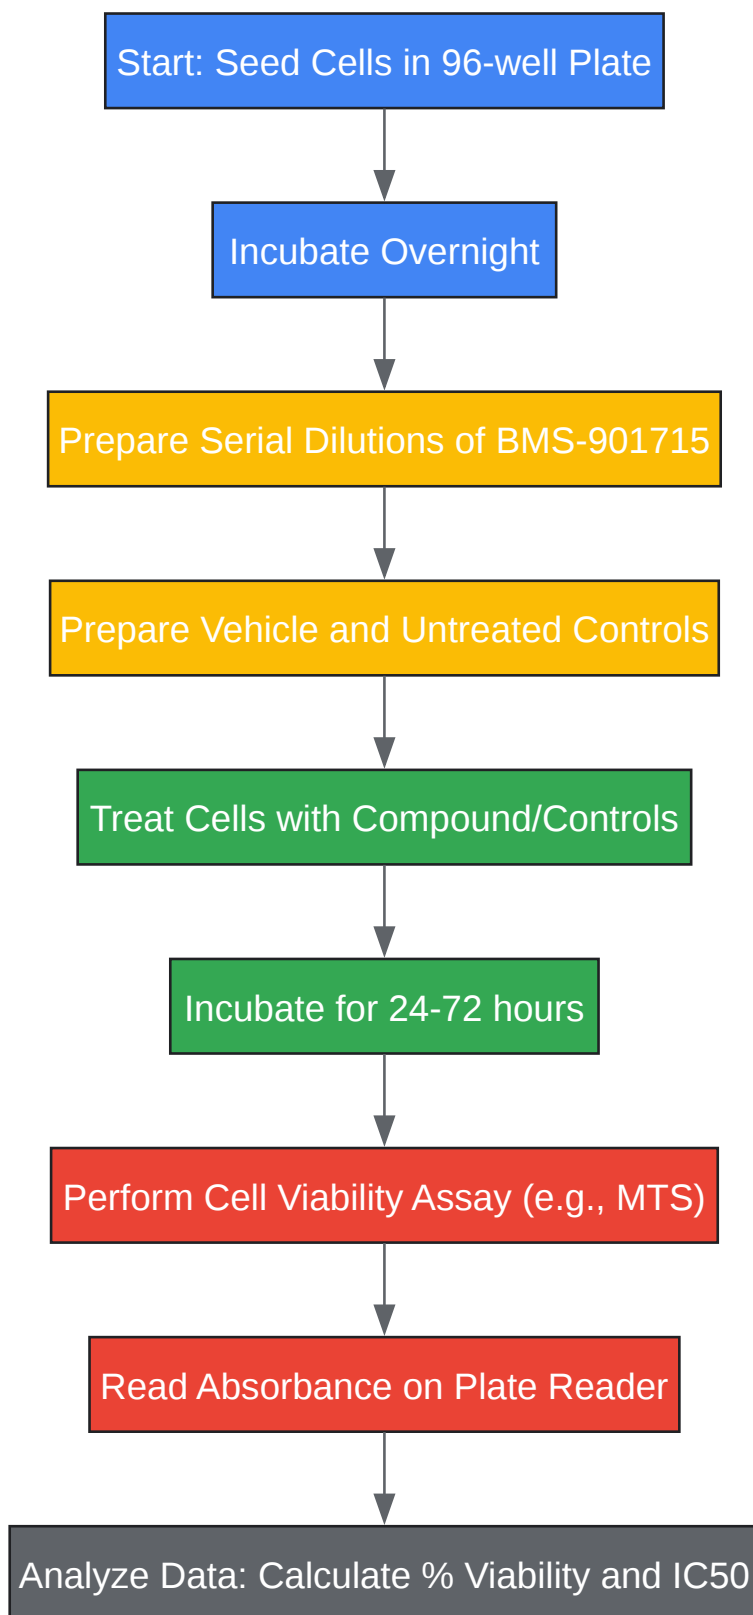 Start: Seed Cells in 96-well Plate
Incubate Overnight
Prepare Serial Dilutions of BMS-901715
Prepare Vehicle and Untreated Controls
Treat Cells with Compound/Controls
Incubate for 24-72 hours
Perform Cell Viability Assay (e.g., MTS)
Read Absorbance on Plate Reader
Analyze Data: Calculate % Viability and IC50